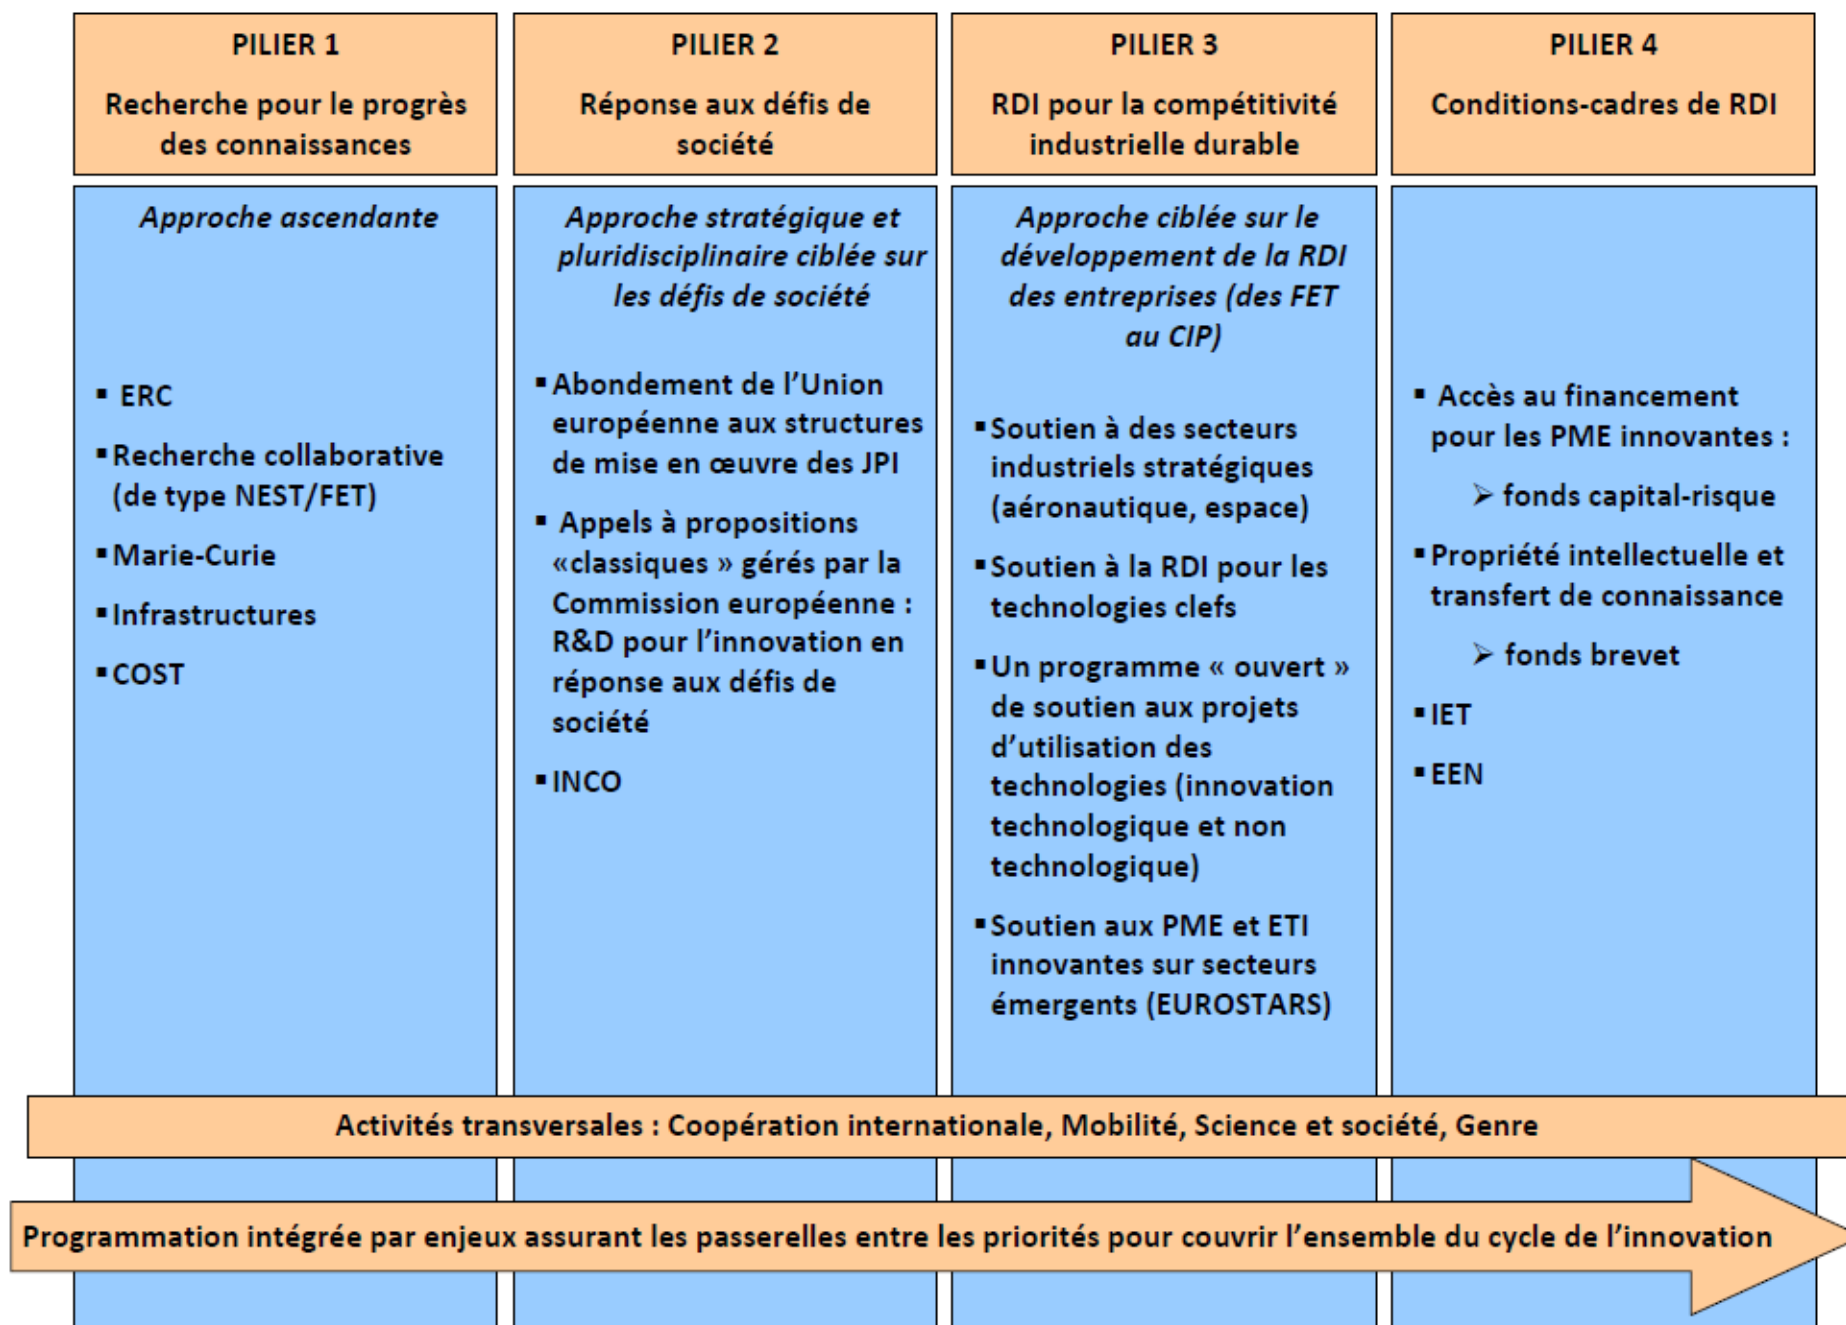 PILIER 1
Recherche pour le progrès
des connaissances
Approche ascendante
▪ ERC
▪ Recherche collaborative
(de type NEST/FET)
▪ Marie-Curie
▪ Infrastructures
▪ COST
PILIER 2
Réponse aux défis de
société
Approche stratégique et
pluridisciplinaire ciblée sur
les défis de société
▪ Abondement de l’Union
européenne aux structures
de mise en œuvre des JPI
▪ Appels à propositions
«classiques » gérés par la
Commission européenne :
R&D pour l’innovation en
réponse aux défis de
société
▪ INCO
PILIER 3
RDI pour la compétitivité
industrielle durable
Approche ciblée sur le
développement de la RDI
des entreprises (des FET
au CIP)
▪ Soutien à des secteurs
industriels stratégiques
(aéronautique, espace)
▪ Soutien à la RDI pour les
technologies clefs
▪ Un programme « ouvert »
de soutien aux projets
d’utilisation des
technologies (innovation
technologique et non
technologique)
▪ Soutien aux PME et ETI
innovantes sur secteurs
émergents (EUROSTARS)
PILIER 4
Conditions-cadres de RDI
▪ Accès au financement
pour les PME innovantes :
➢ fonds capital-risque
▪ Propriété intellectuelle et
transfert de connaissance
➢ fonds brevet
▪ IET
▪ EEN
Activités transversales : Coopération internationale, Mobilité, Science et société, Genre
Programmation intégrée par enjeux assurant les passerelles entre les priorités pour couvrir l’ensemble du cycle de l’innovation